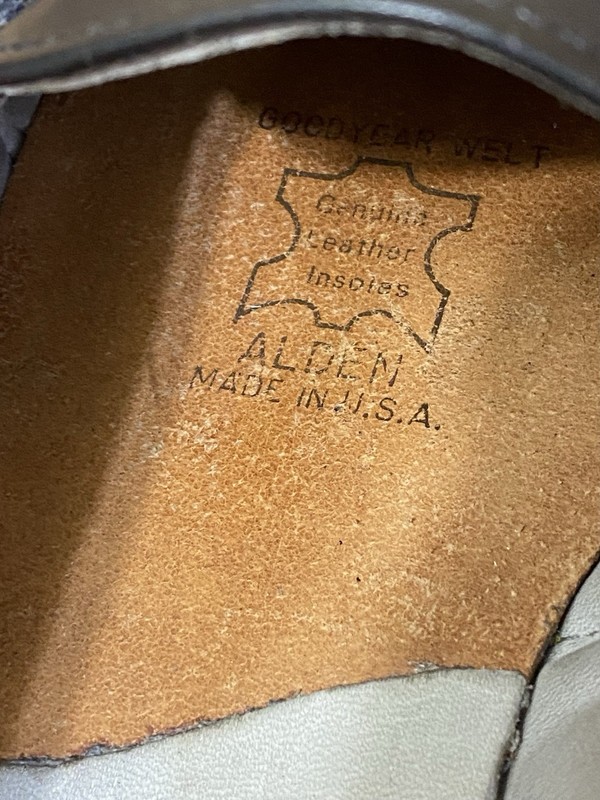 GOODYEAR WELT
Genuine
Leather
Insoles
ALDEN
MADE IN U.S.A.